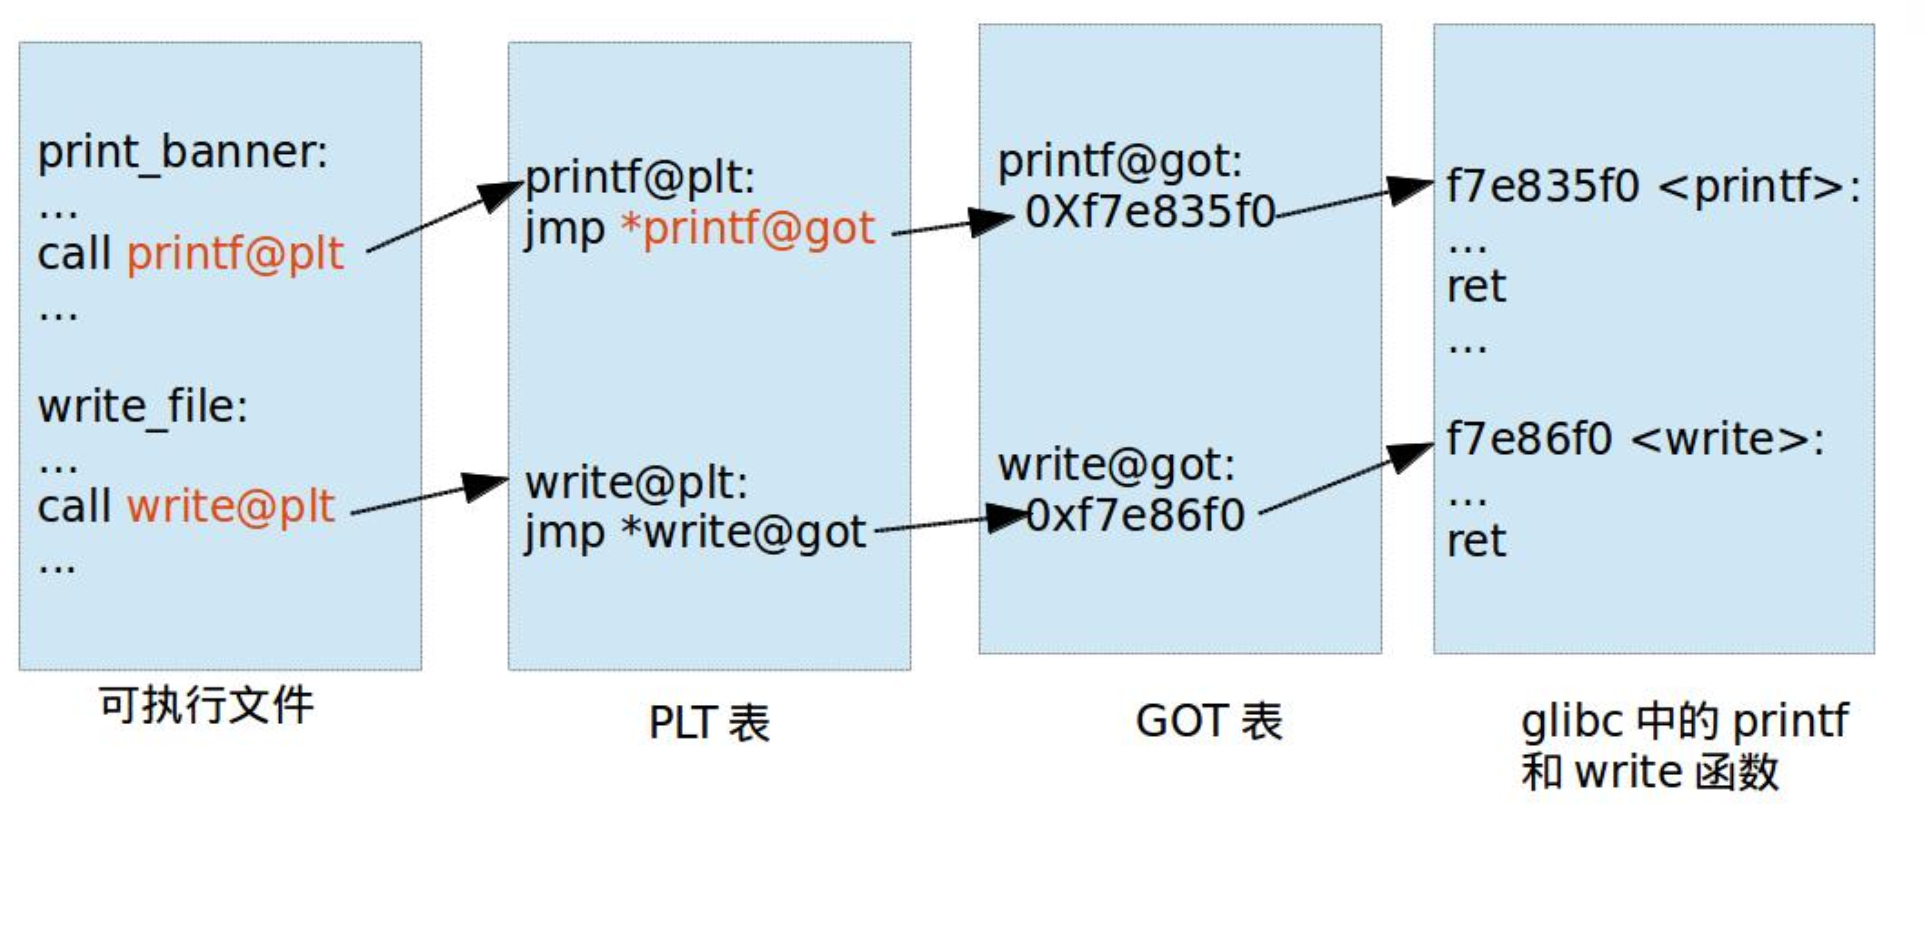 print_banner:
...
call printf@plt
...
write_file:
...
call write@plt
...
可执行文件
printf@plt:
jmp *printf@got
write@plt:
jmp *write@got
PLT 表
printf@got:
0Xf7e835f0
write@got:
0xf7e86f0
GOT 表
f7e835f0 <printf>:
...
ret
...
f7e86f0 <write>:
...
ret
glibc 中的 printf
和 write 函数